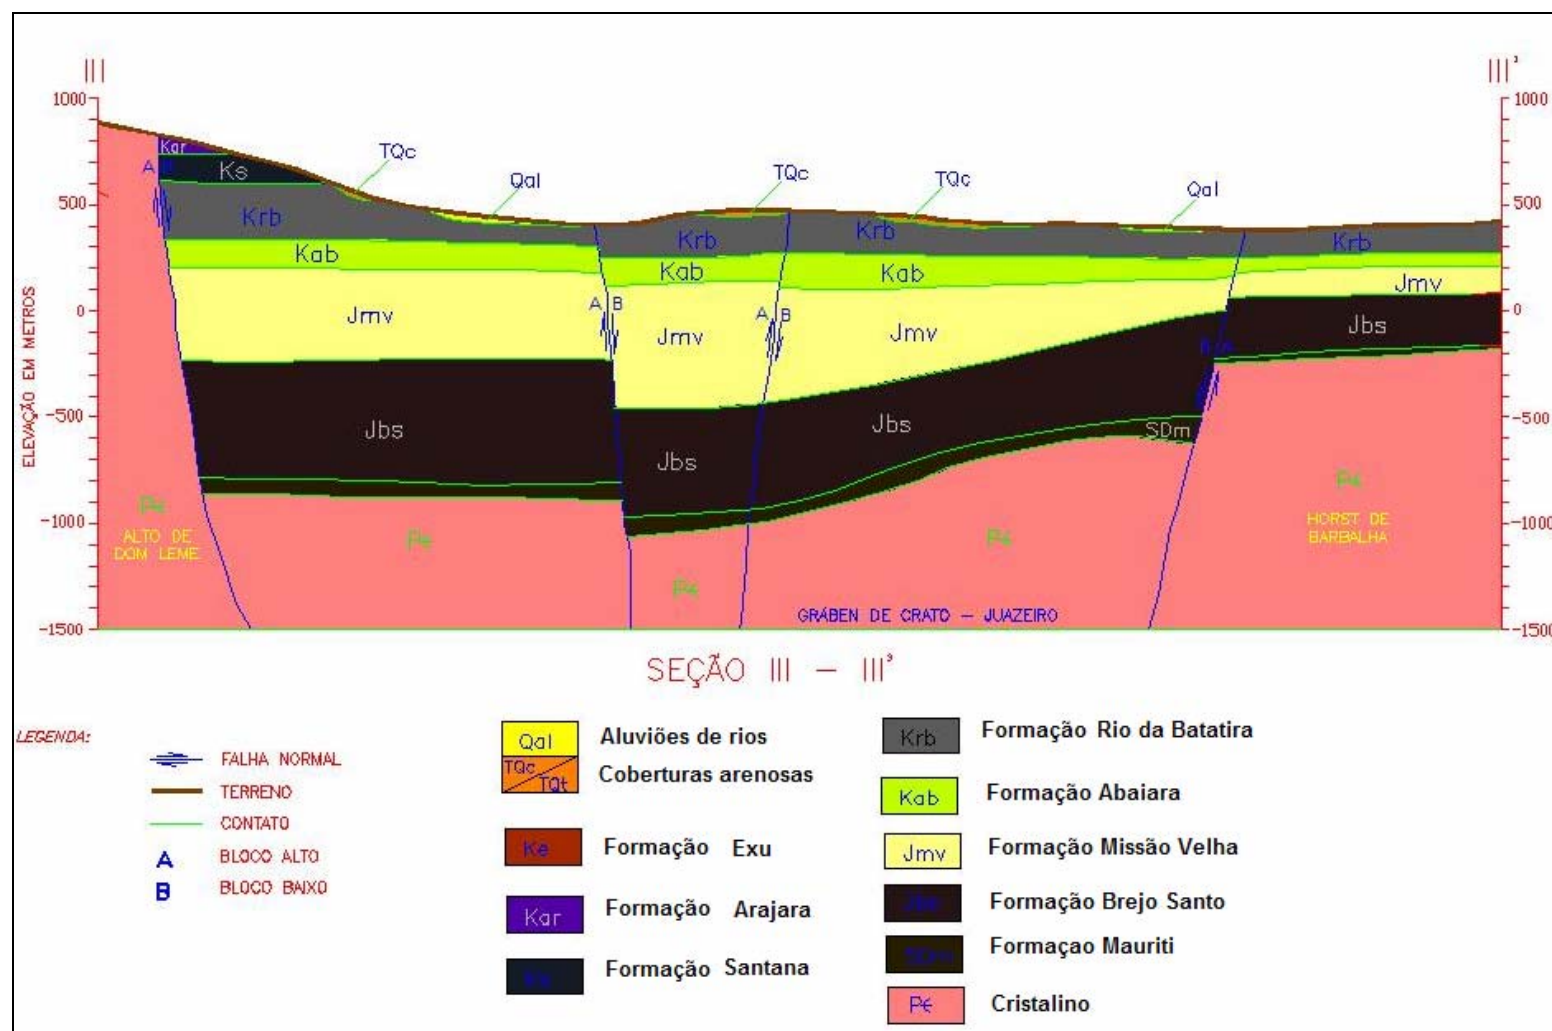 III
III'
1000
500
0
-500
-1000
-1500
1000
500
0
-500
-1000
-1500
ELEVAÇÃO EM METROS
Kar
A B
Ks
TQc
Qal
TQc
TQc
Qal
Krb
Krb
Krb
Krb
Kab
Kab
Kab
Jmv
Jmv
Jmv
Jmv
A B
A B
Jbs
Jbs
Jbs
Jbs
SDm
P€
P€
P€
P€
P€
ALTO DE
DOM LEME
HORST DE
BARBALHA
GRÁBEN DE CRATO – JUAZEIRO
SEÇÃO III – III'
LEGENDA:
FALHA NORMAL
TERRENO
CONTATO
A BLOCO ALTO
B BLOCO BAIXO
Qal Aluviões de rios
TQc TQt Coberturas arenosas
Ke Formação Exu
Kar Formação Arajara
Ks Formação Santana
Krb Formação Rio da Batatira
Kab Formação Abaiara
Jmv Formação Missão Velha
Jbs Formação Brejo Santo
SDm Formaçao Mauriti
P€ Cristalino